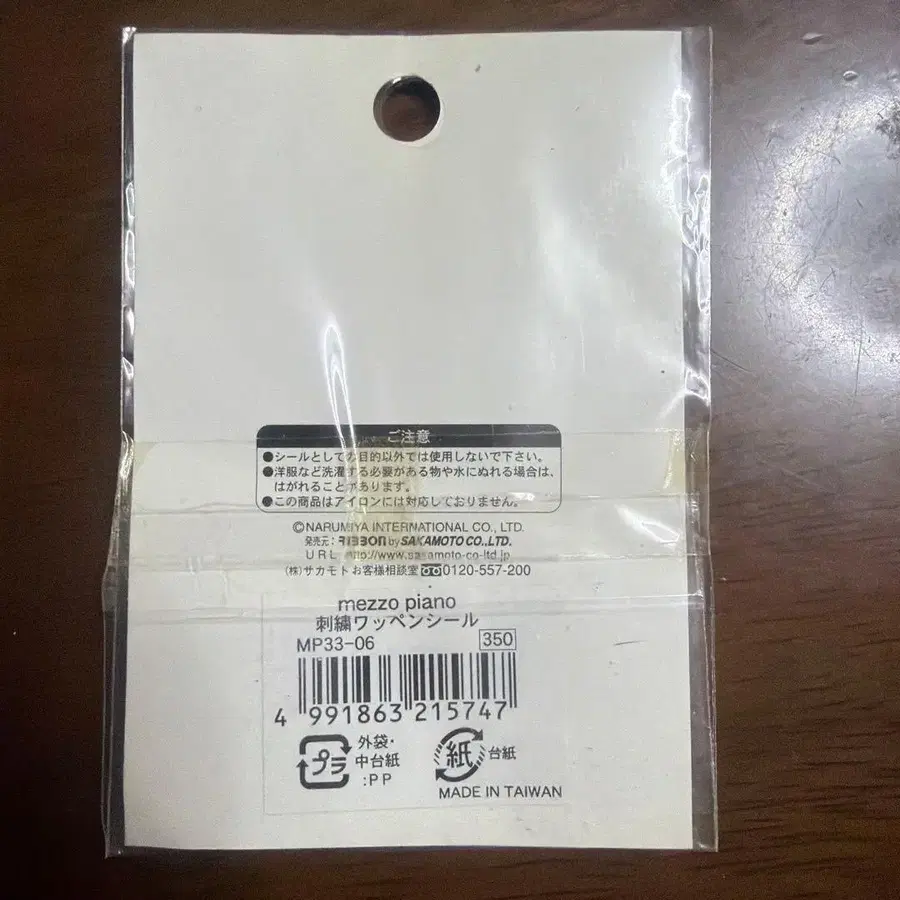 ご注意
●シールとしての目的以外では使用しないで下さい。
●洋服など洗濯する必要がある物や水にぬれる場合は、
はがれることがあります。
●この商品はアイロンには対応しておりません。
©NARUMIYA INTERNATIONAL CO., LTD.
発売元：RIBBON by SAKAMOTO CO.,LTD.
URL http://www.sakamoto-co-ltd.jp
(株)サカモトお客様相談室 0120-557-200
mezzo piano
刺繍ワッペンシール
MP33-06 350
4 991863 215747
プラ 外袋・
中台紙
:PP
紙 台紙
MADE IN TAIWAN